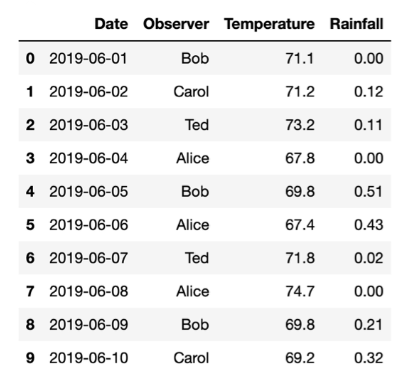 Date Observer Temperature Rainfall
0 2019-06-01 Bob 71.1 0.00
1 2019-06-02 Carol 71.2 0.12
2 2019-06-03 Ted 73.2 0.11
3 2019-06-04 Alice 67.8 0.00
4 2019-06-05 Bob 69.8 0.51
5 2019-06-06 Alice 67.4 0.43
6 2019-06-07 Ted 71.8 0.02
7 2019-06-08 Alice 74.7 0.00
8 2019-06-09 Bob 69.8 0.21
9 2019-06-10 Carol 69.2 0.32